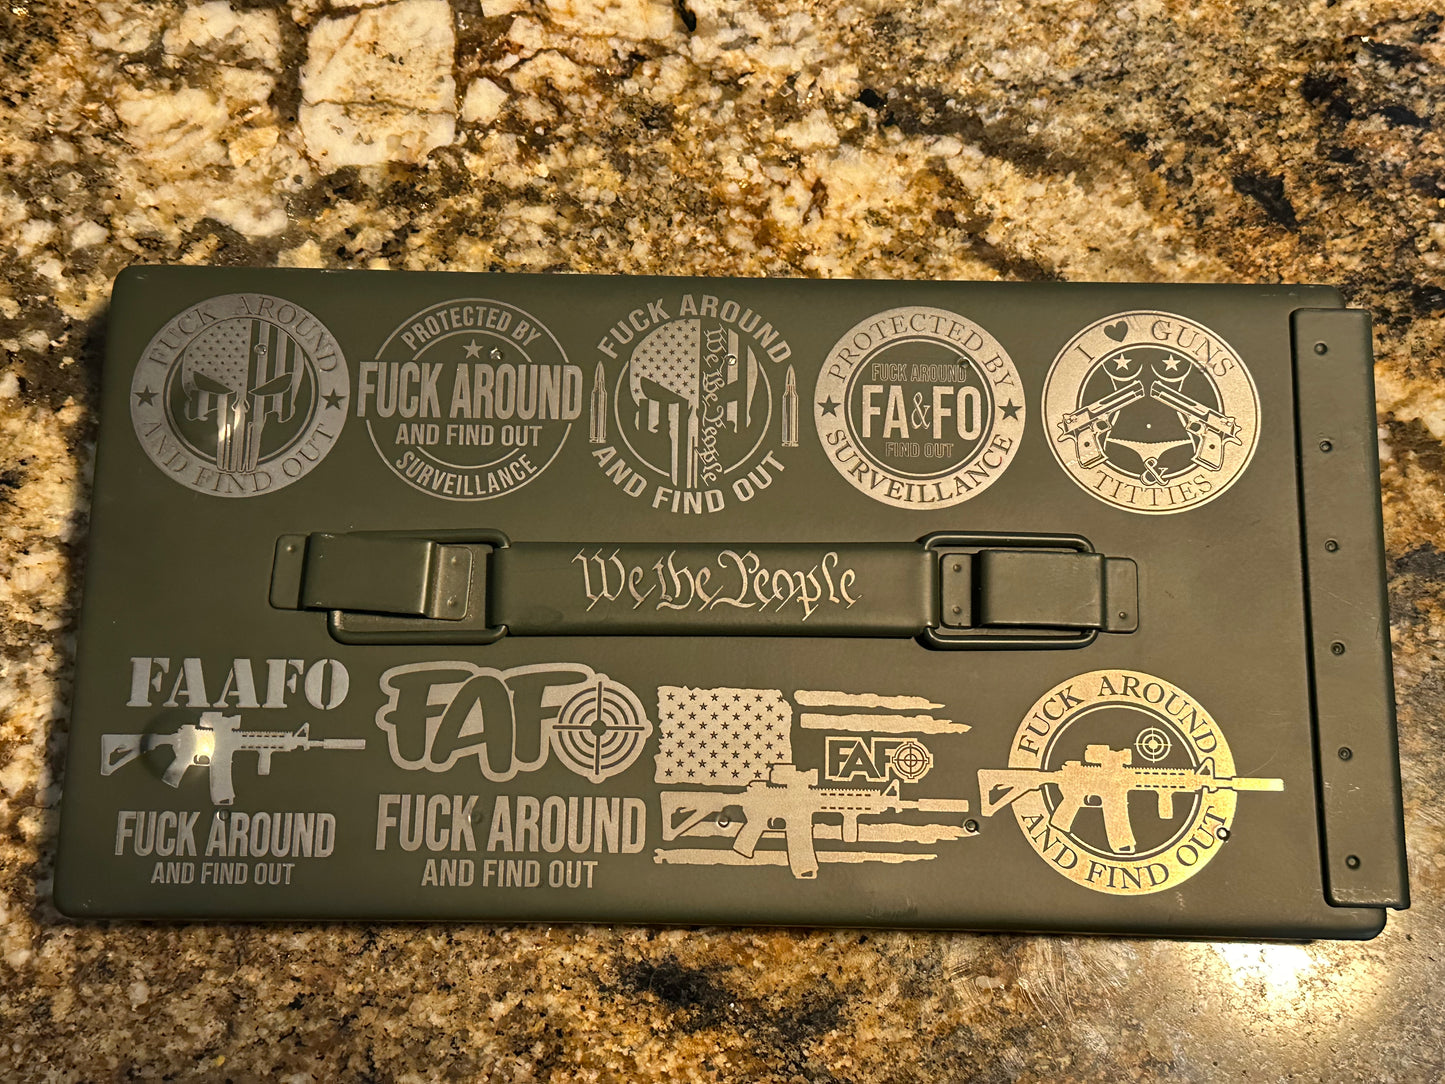 FUCK AROUND
AND FIND OUT
PROTECTED BY
FUCK AROUND
AND FIND OUT
SURVEILLANCE
FUCK AROUND
We the People
AND FIND OUT
PROTECTED BY
FUCK AROUND
FA&FO
FIND OUT
SURVEILLANCE
I ♥ GUNS
&
TITTIES
We the People
FAAFO
FUCK AROUND
AND FIND OUT
FAFO
FUCK AROUND
AND FIND OUT
FAFO
FUCK AROUND
AND FIND OUT